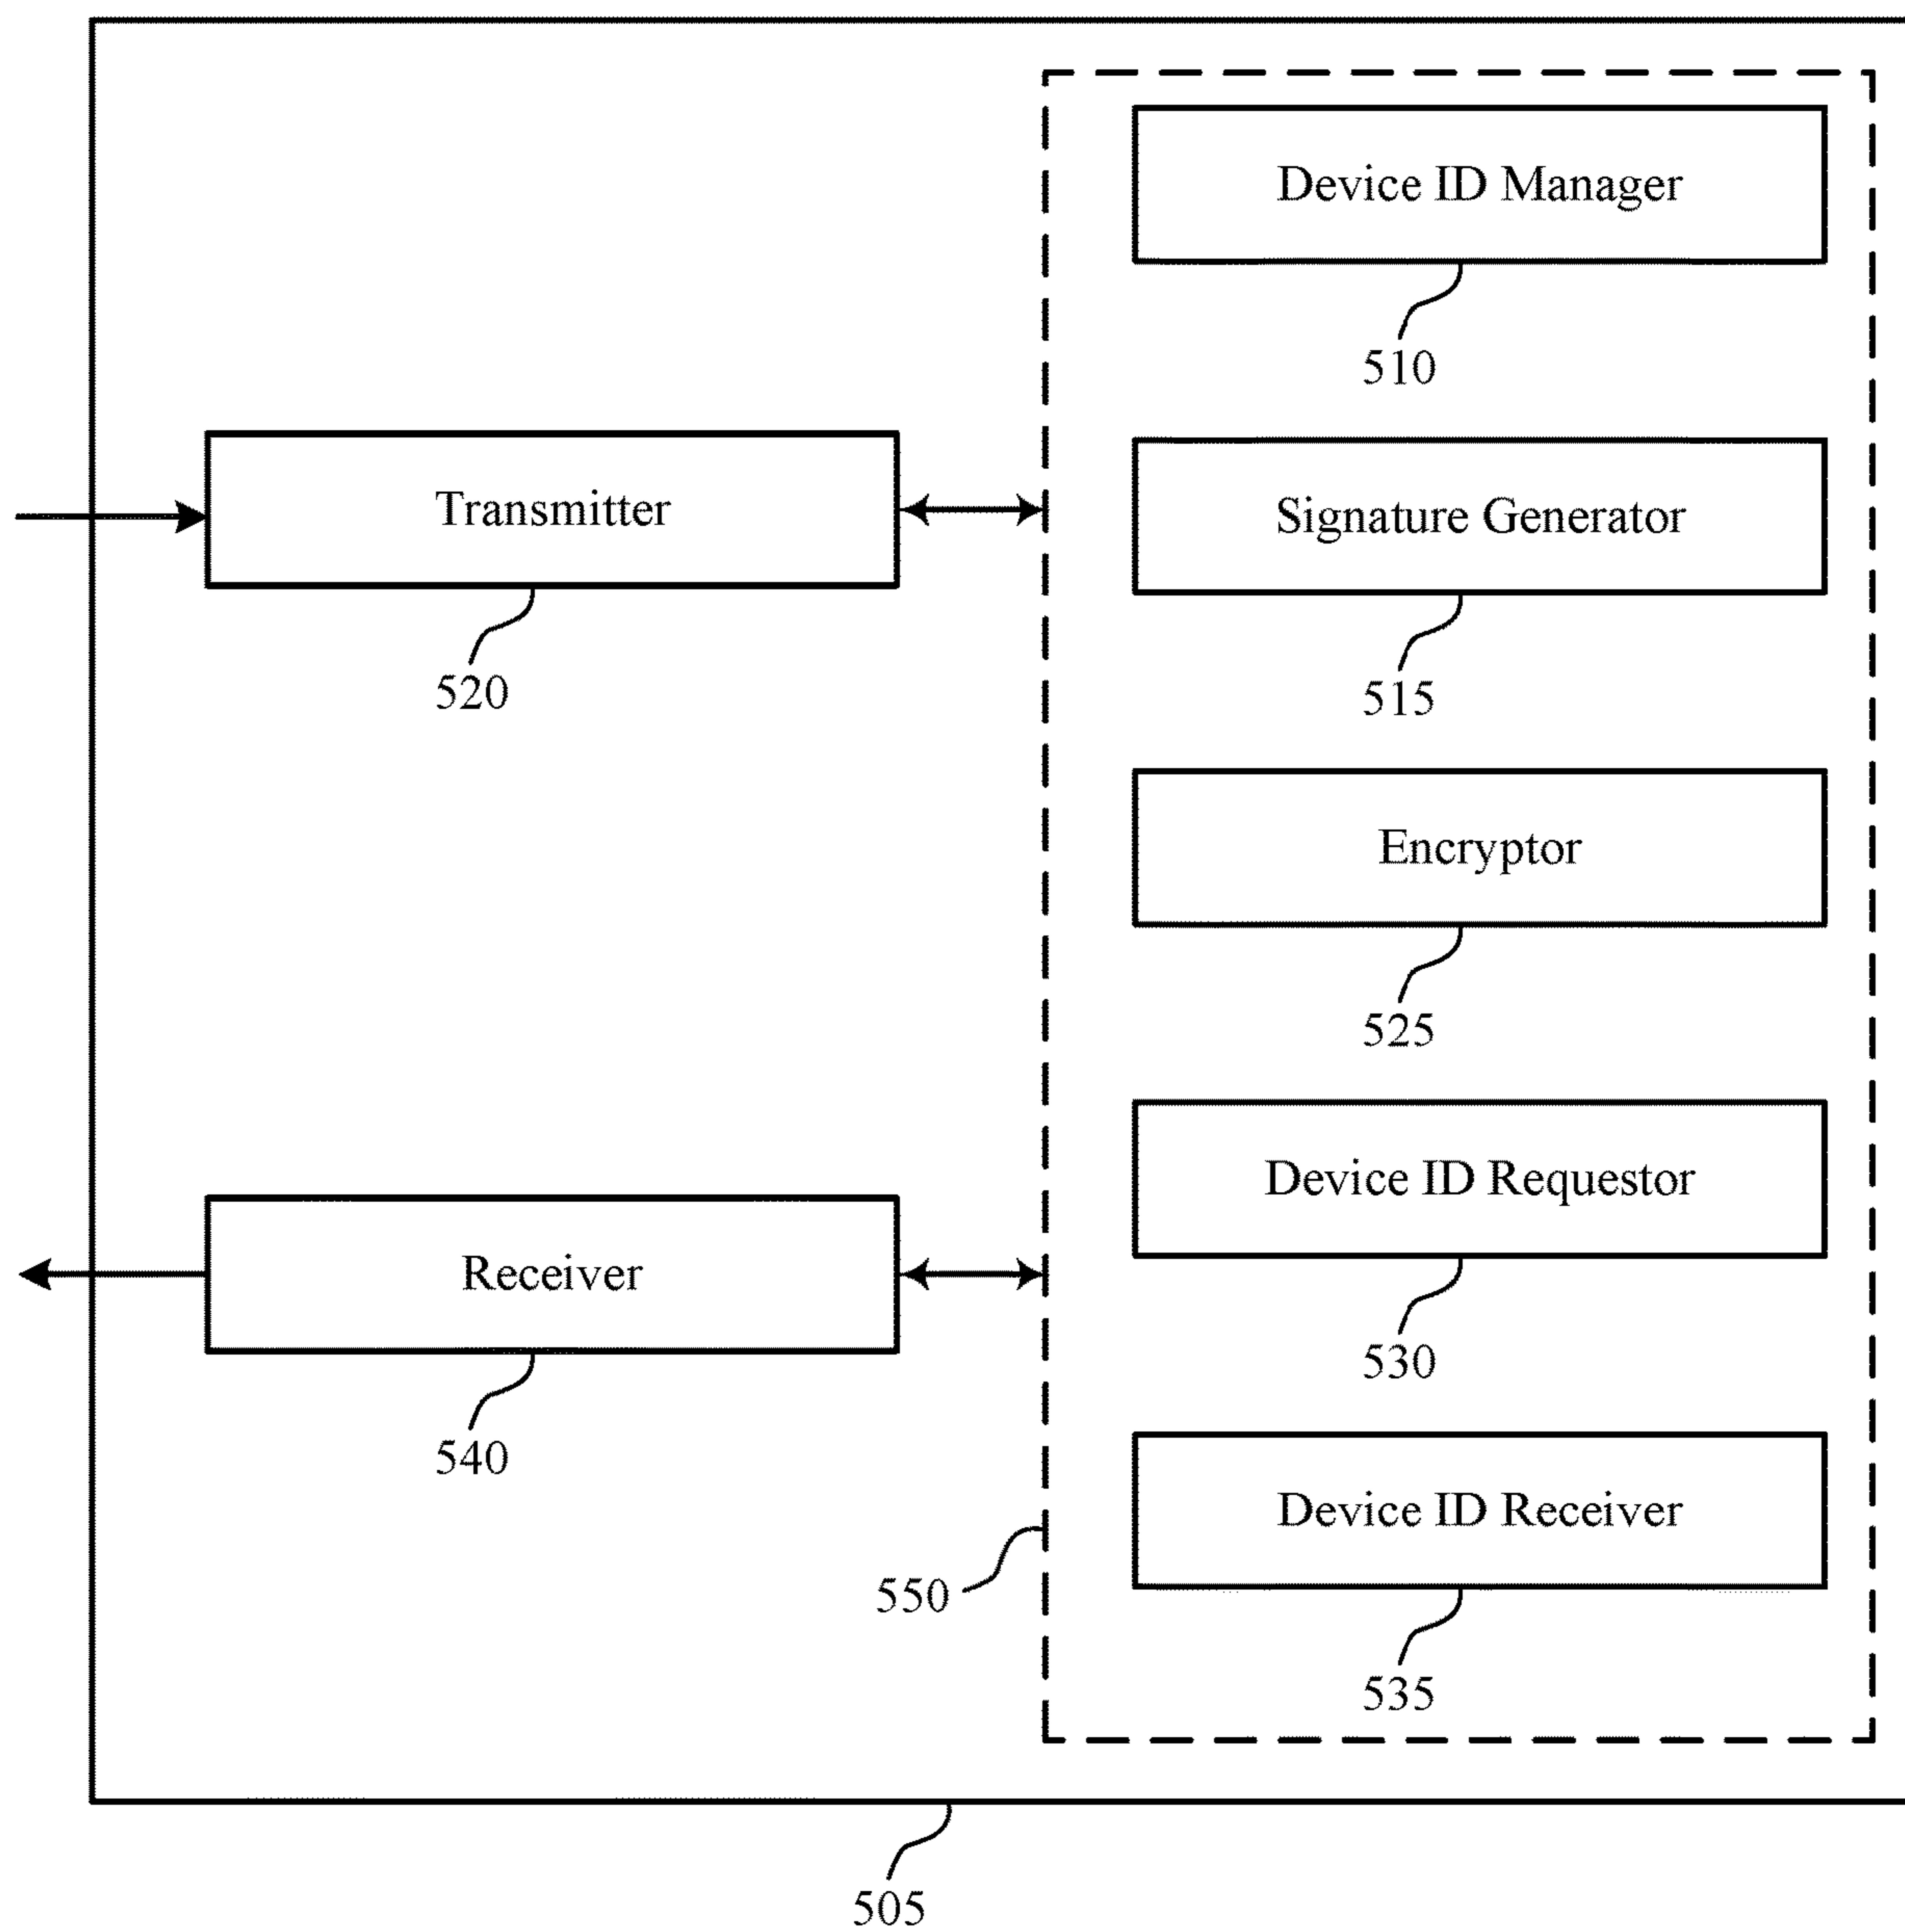 Device ID Manager
510
Transmitter
520
Signature Generator
515
Encryptor
525
Device ID Requestor
530
Receiver
540
Device ID Receiver
535
550
505